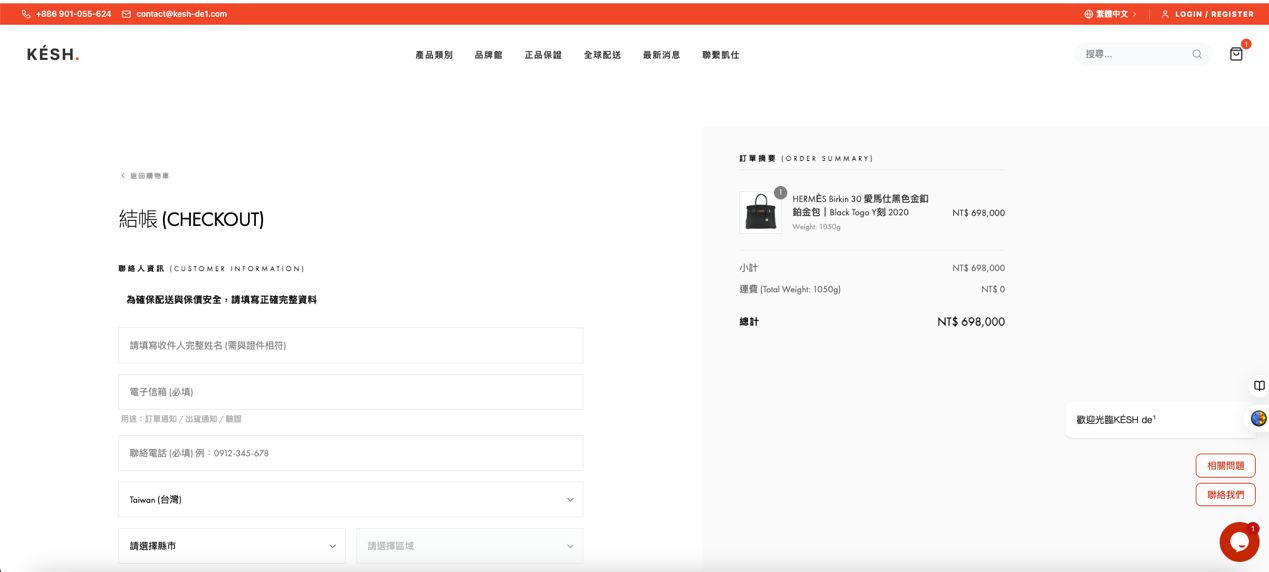 +886 901-055-624 contact@kesh-de1.com 繁體中文 LOGIN / REGISTER
KÉSH. 產品類別 品牌館 正品保證 全球配送 最新消息 聯繫凱仕 搜尋... 1
返回購物車
結帳 (CHECKOUT)
聯絡人資訊 (CUSTOMER INFORMATION)
為確保配送與保價安全，請填寫正確完整資料
請填寫收件人完整姓名 (需與證件相符)
電子信箱 (必填)
用途：訂單通知 / 出貨通知 / 驗證
聯絡電話 (必填) 例：0912-345-678
Taiwan (台灣)
請選擇縣市 請選擇區域
訂單摘要 (ORDER SUMMARY)
1
HERMÈS Birkin 30 愛馬仕黑色金釦
鉑金包 | Black Togo Y刻 2020 NT$ 698,000
Weight: 1050g
小計 NT$ 698,000
運費 (Total Weight: 1050g) NT$ 0
總計 NT$ 698,000
歡迎光臨KÉSH de¹
相關問題
聯絡我們
1